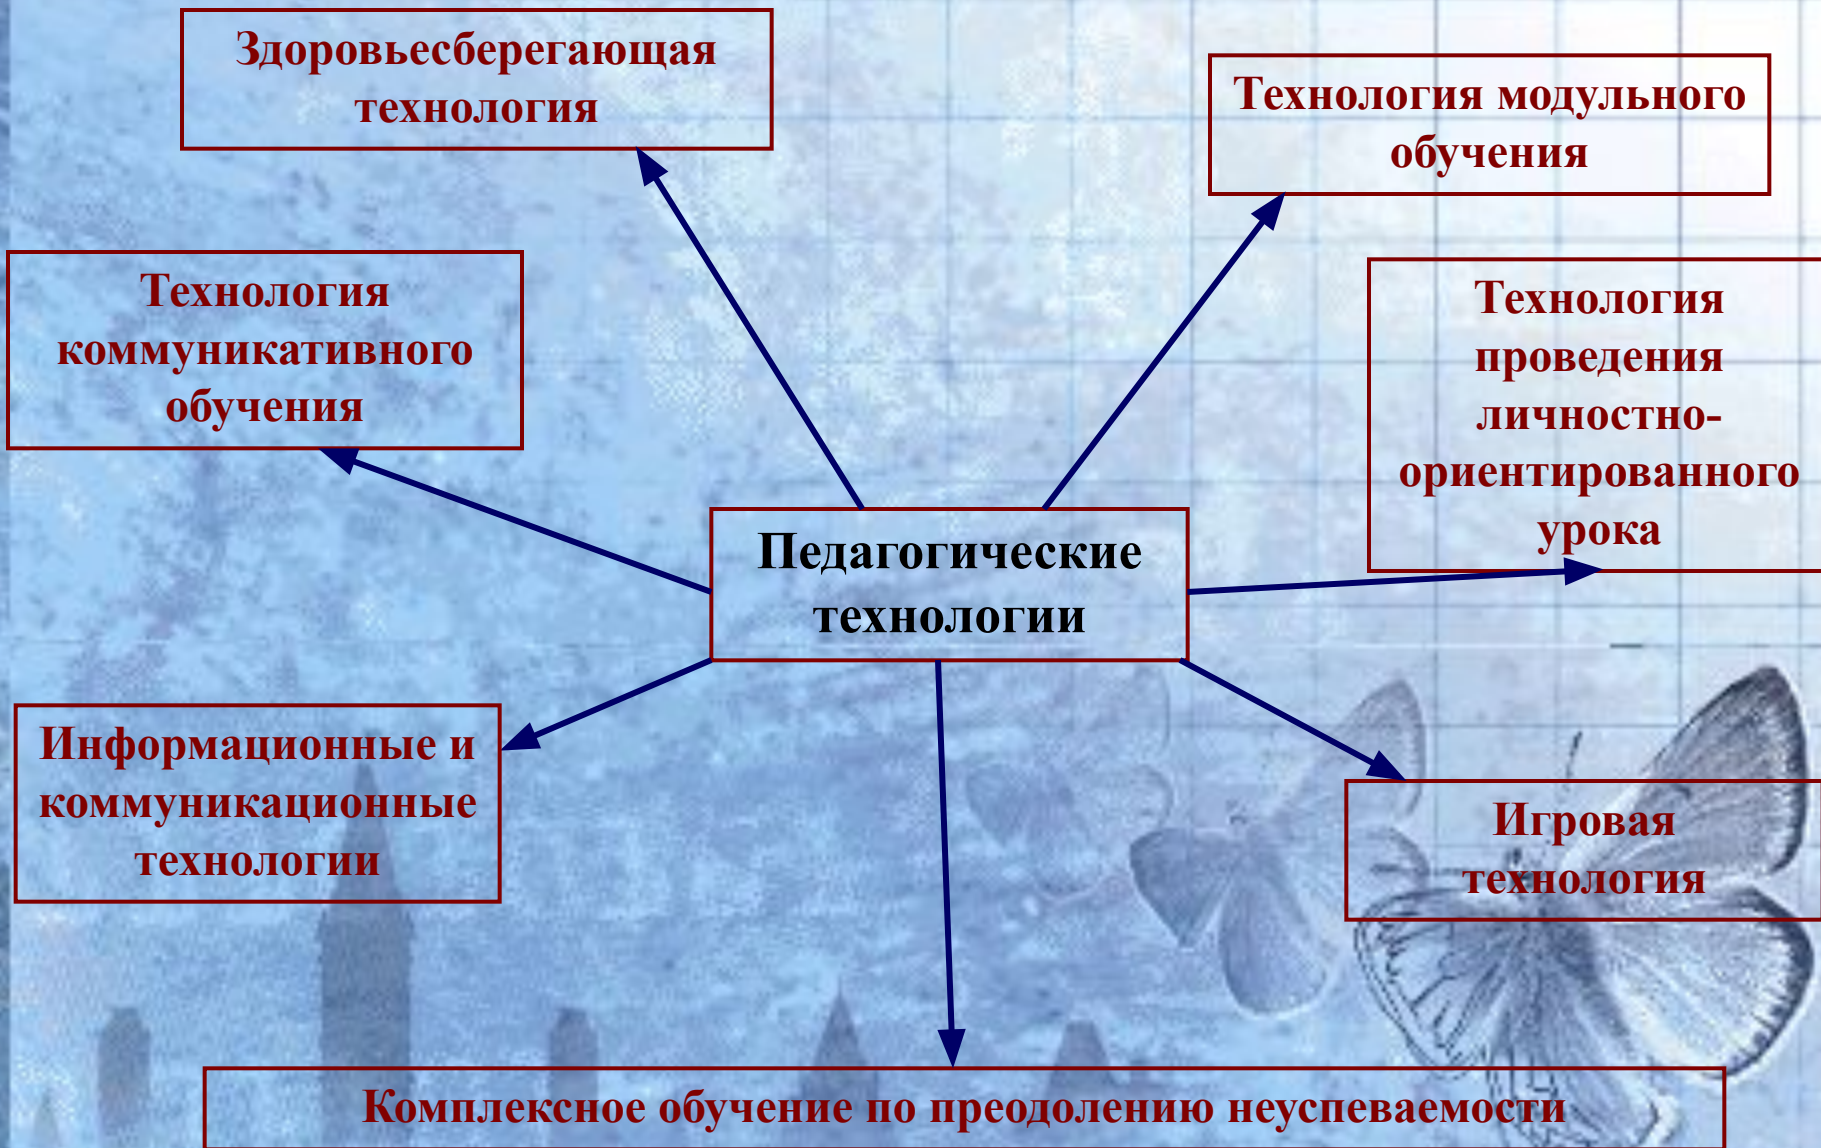 Здоровьесберегающая
технология
Технология модульного
обучения
Технология
коммуникативного
обучения
Технология
проведения
личностно-
ориентированного
урока
Педагогические
технологии
Информационные и
коммуникационные
технологии
Игровая
технология
Комплексное обучение по преодолению неуспеваемости